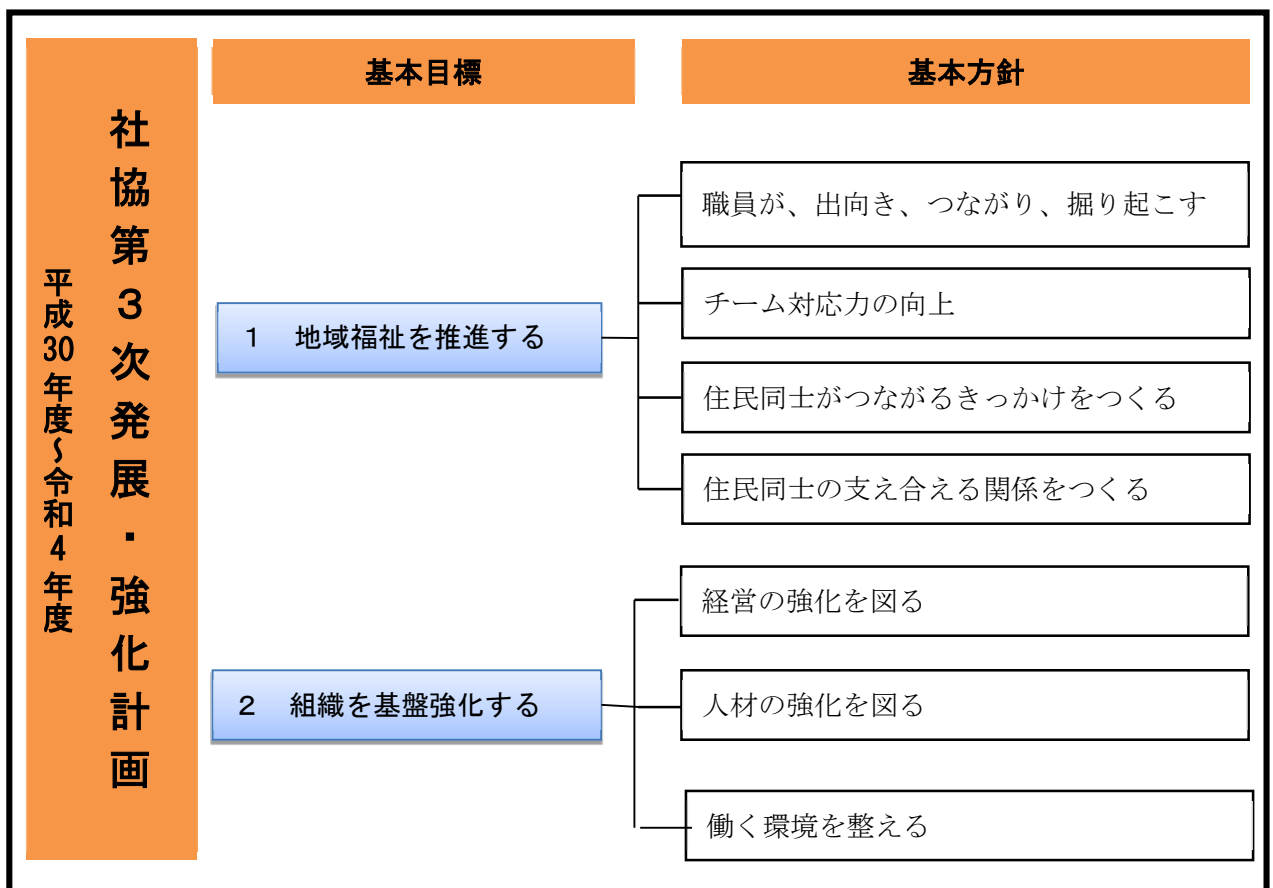 社協第３次発展・強化計画
平成30年度～令和４年度
基本目標
基本方針
１　地域福祉を推進する
職員が、出向き、つながり、掘り起こす
チーム対応力の向上
住民同士がつながるきっかけをつくる
住民同士の支え合える関係をつくる
２　組織を基盤強化する
経営の強化を図る
人材の強化を図る
働く環境を整える